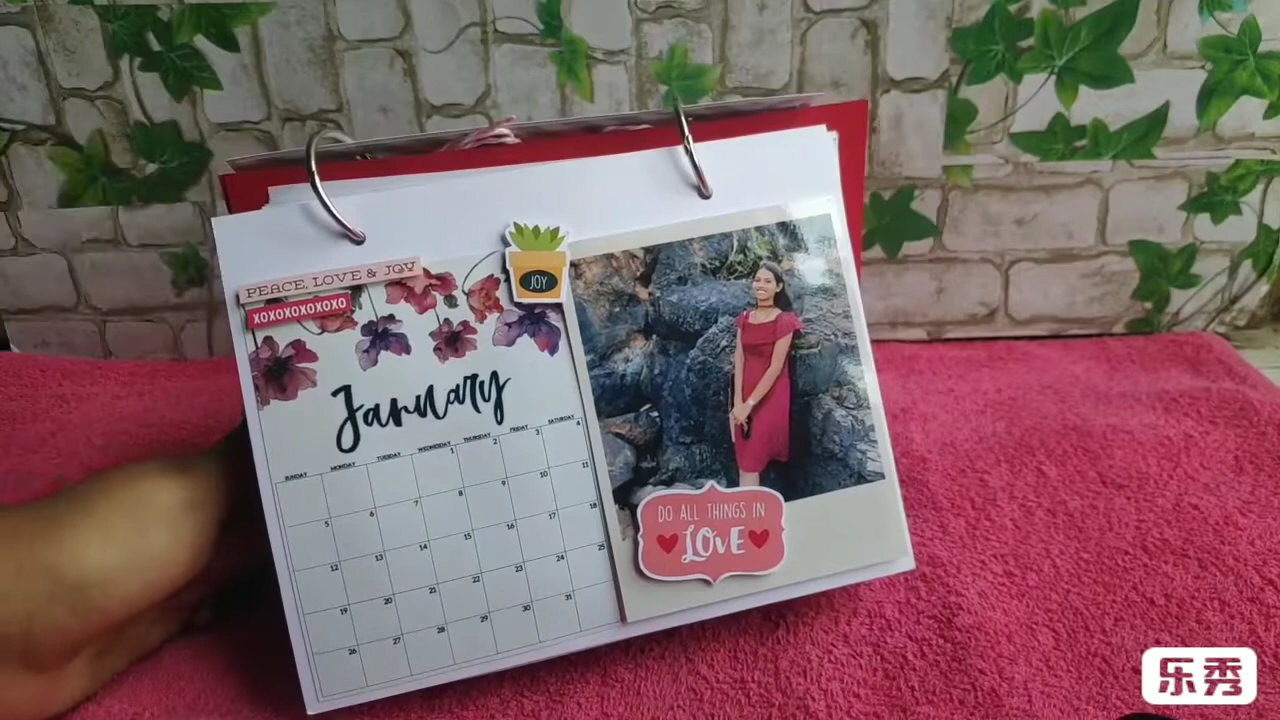 PEACE, LOVE & JOY
XOXOXOXOXOXO
JOY
January
SUNDAY MONDAY TUESDAY WEDNESDAY THURSDAY FRIDAY SATURDAY
1 2 3 4
5 6 7 8 9 10 11
12 13 14 15 16 17 18
19 20 21 22 23 24 25
26 27 28 29 30 31
DO ALL THINGS IN
LOvE
乐秀